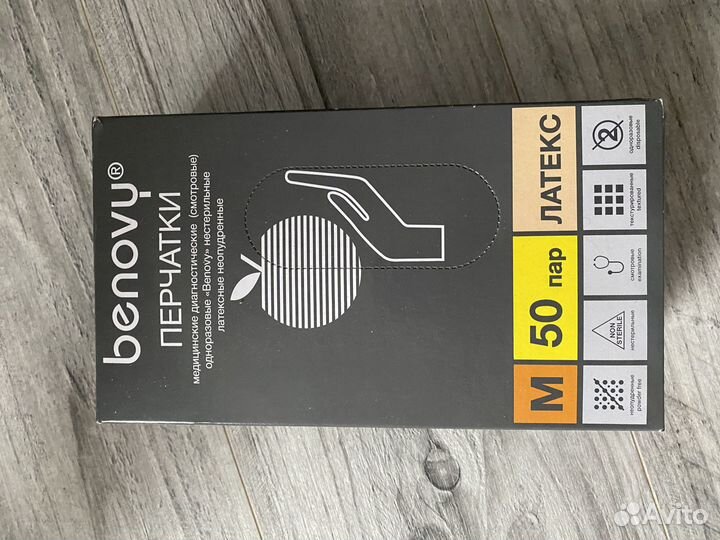 benovy®
ПЕРЧАТКИ
медицинские диагностические (смотровые)
одноразовые «Benovy» нестерильные
латексные неопудренные
M
50 пар
ЛАТЕКС
неопудренные
powder free
NON
STERILE
нестерильные
смотровые
examination
текстурированные
textured
2
одноразовые
disposable
Avito